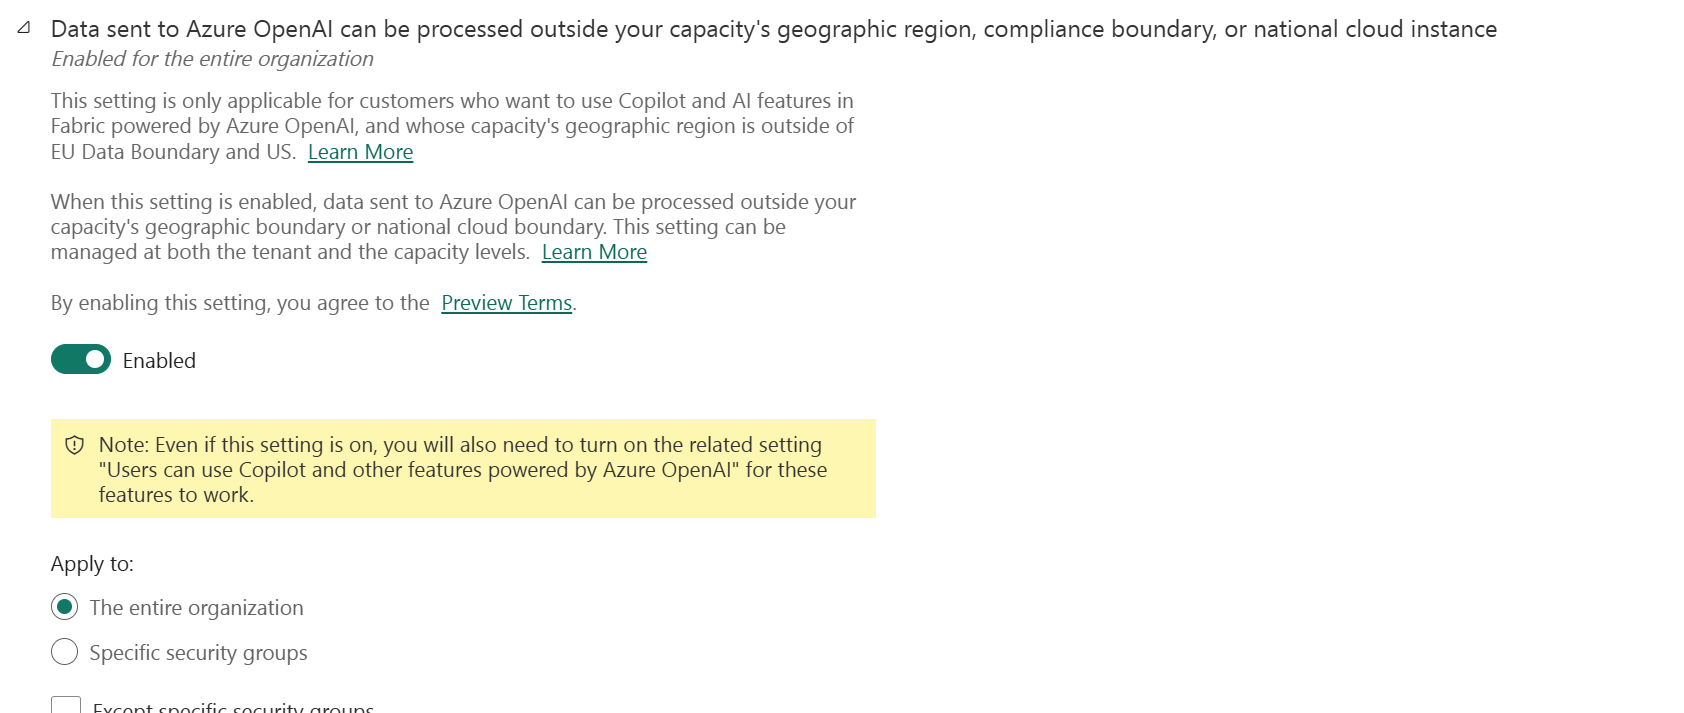 Data sent to Azure OpenAI can be processed outside your capacity's geographic region, compliance boundary, or national cloud instance
Enabled for the entire organization
This setting is only applicable for customers who want to use Copilot and AI features in
Fabric powered by Azure OpenAI, and whose capacity's geographic region is outside of
EU Data Boundary and US. Learn More
When this setting is enabled, data sent to Azure OpenAI can be processed outside your
capacity's geographic boundary or national cloud boundary. This setting can be
managed at both the tenant and the capacity levels. Learn More
By enabling this setting, you agree to the Preview Terms.
Enabled
Note: Even if this setting is on, you will also need to turn on the related setting
"Users can use Copilot and other features powered by Azure OpenAI" for these
features to work.
Apply to:
The entire organization
Specific security groups
Except specific security groups